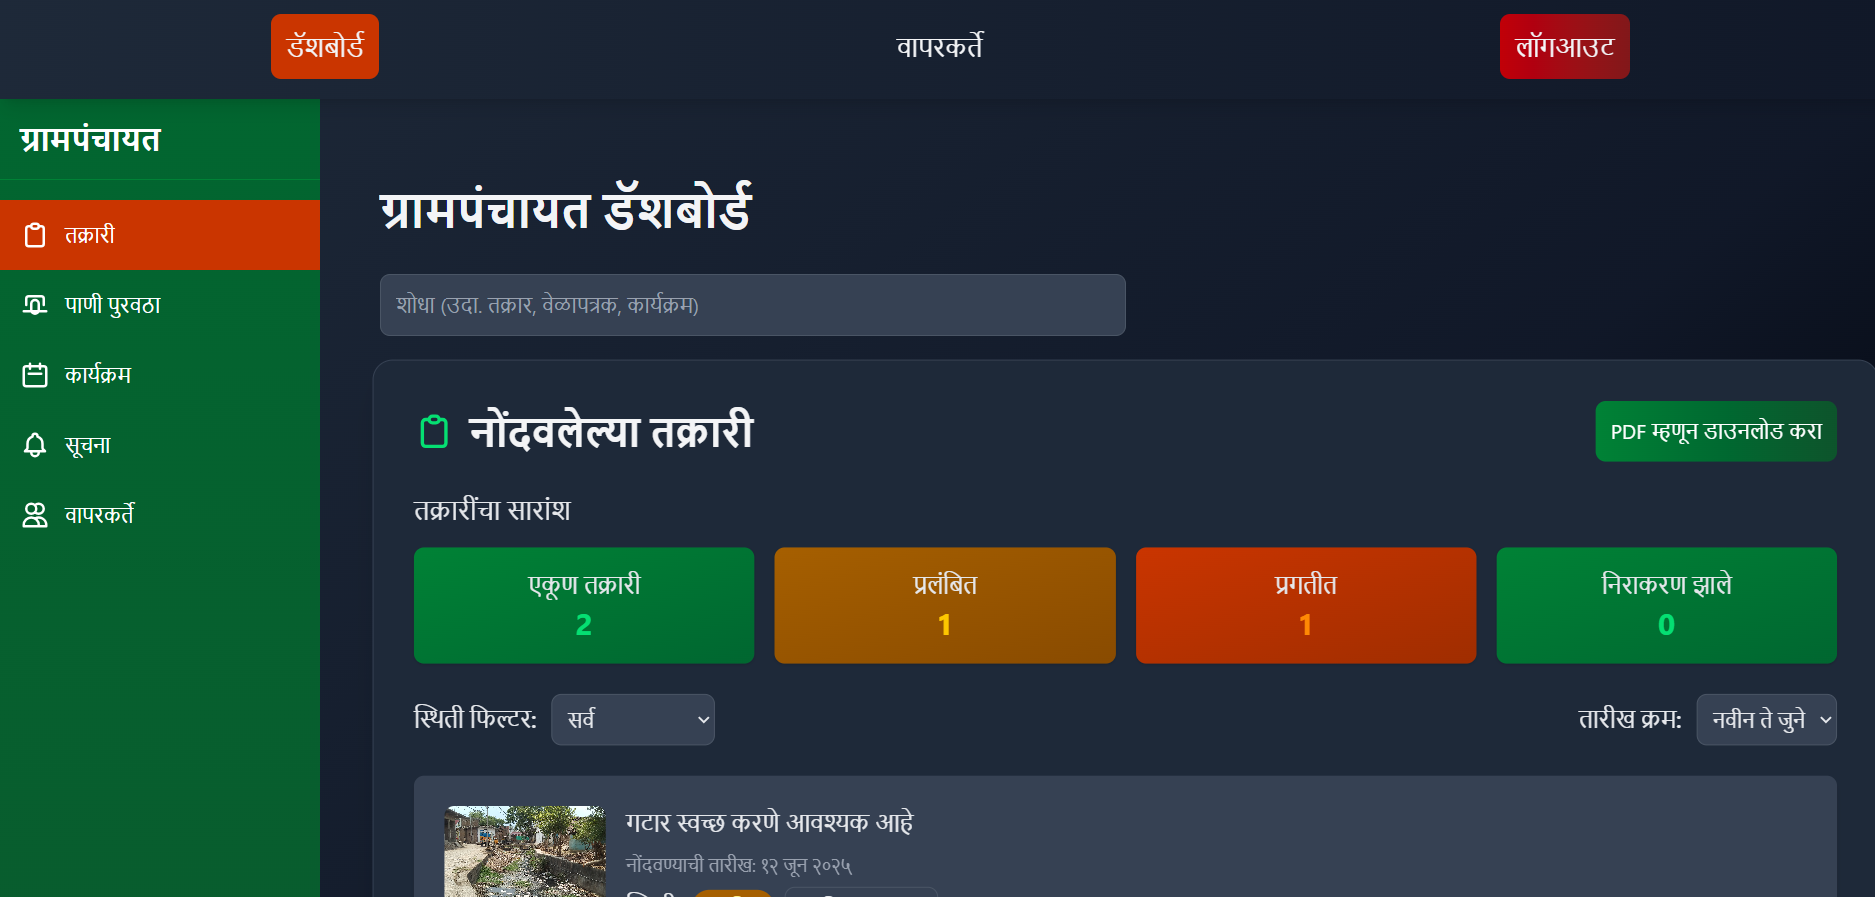 डॅशबोर्ड
वापरकर्ते
लॉगआउट
ग्रामपंचायत
तक्रारी
पाणी पुरवठा
कार्यक्रम
सूचना
वापरकर्ते
ग्रामपंचायत डॅशबोर्ड
शोधा (उदा. तक्रार, वेळापत्रक, कार्यक्रम)
नोंदवलेल्या तक्रारी
PDF म्हणून डाउनलोड करा
तक्रारींचा सारांश
एकूण तक्रारी
2
प्रलंबित
1
प्रगतीत
1
निराकरण झाले
0
स्थिती फिल्टर:
सर्व
तारीख क्रम:
नवीन ते जुने
गटार स्वच्छ करणे आवश्यक आहे
नोंदवण्याची तारीख: १२ जून २०२५